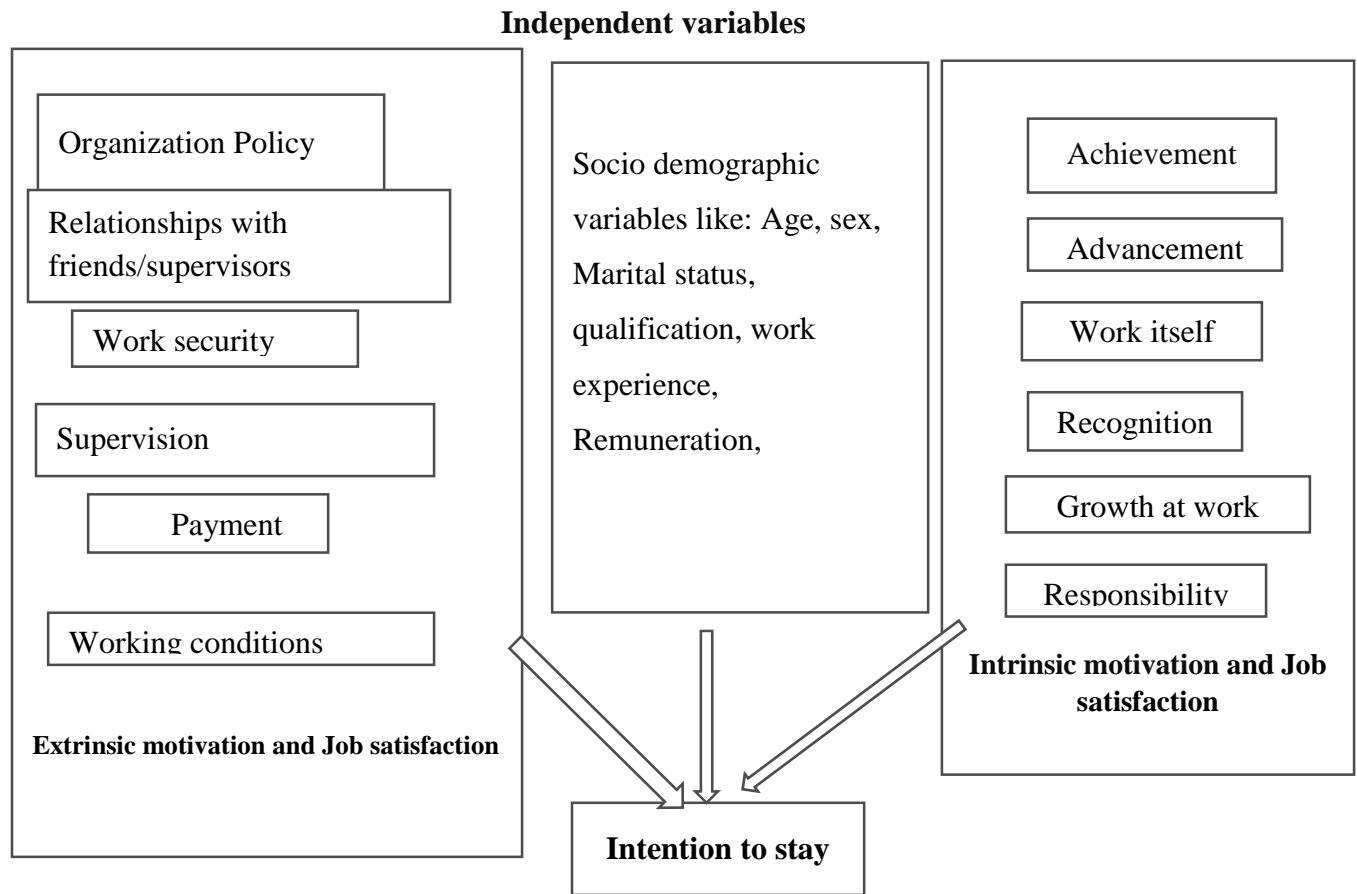 Independent variables
Organization Policy
Relationships with
friends/supervisors
Work security
Supervision
Payment
Working conditions
Extrinsic motivation and Job satisfaction
Socio demographic
variables like: Age, sex,
Marital status,
qualification, work
experience,
Remuneration,
Achievement
Advancement
Work itself
Recognition
Growth at work
Responsibility
Intrinsic motivation and Job
satisfaction
Intention to stay